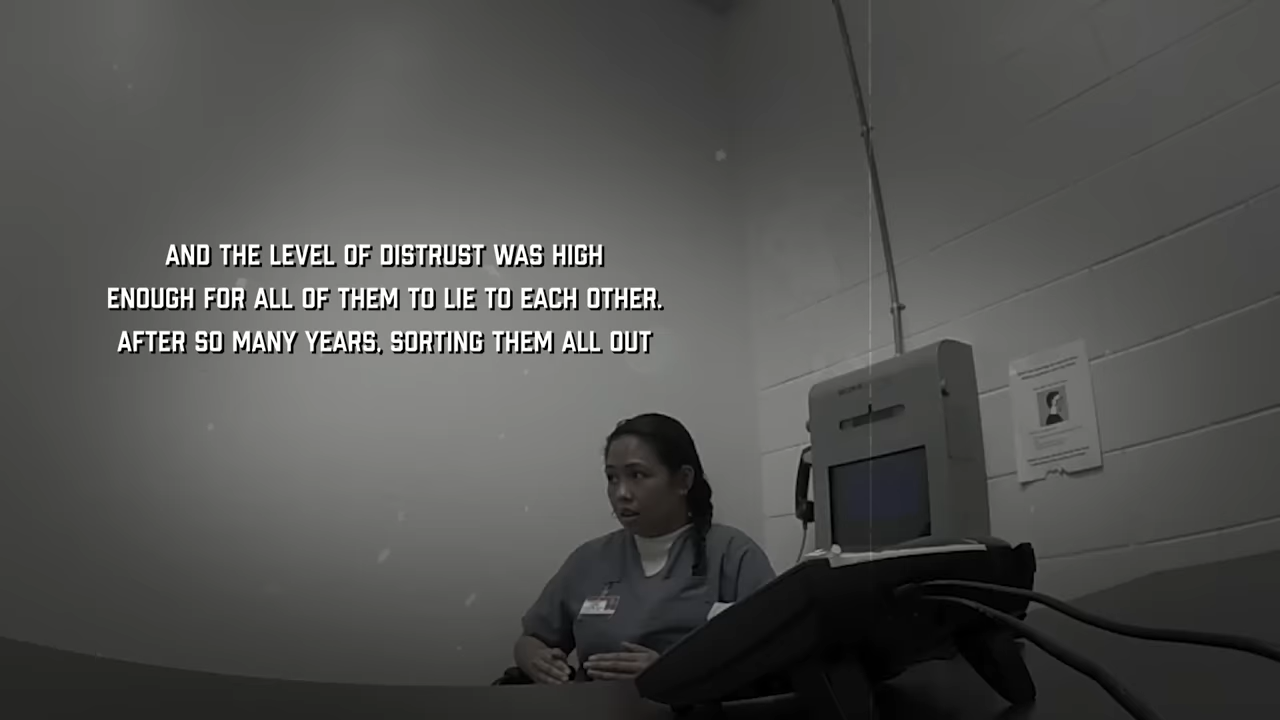 AND THE LEVEL OF DISTRUST WAS HIGH
ENOUGH FOR ALL OF THEM TO LIE TO EACH OTHER.
AFTER SO MANY YEARS, SORTING THEM ALL OUT